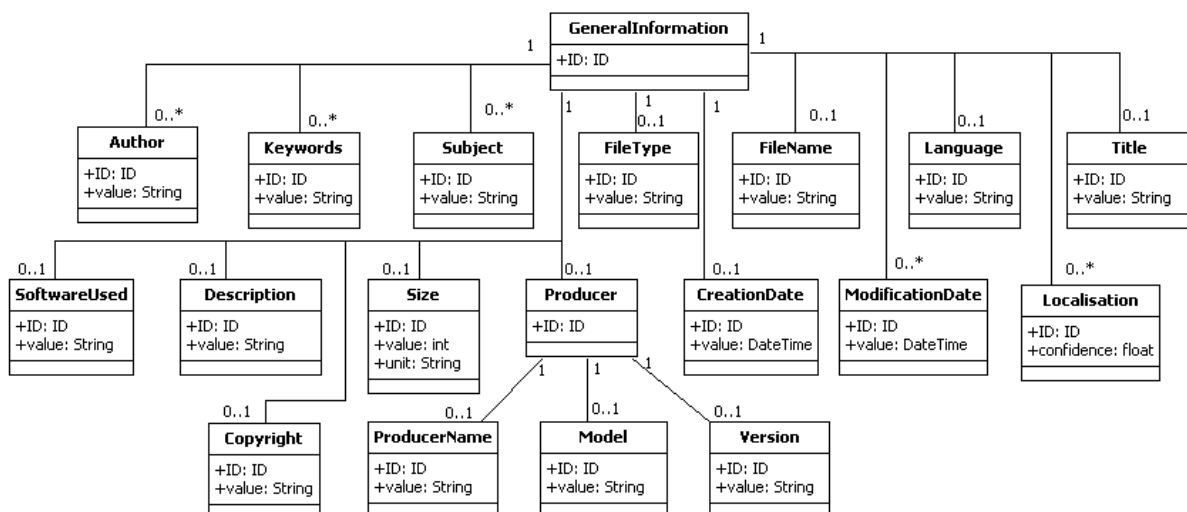 GeneralInformation
+ID: ID
1
1
1
1
1
0..*
0..*
0..*
0..1
0..1
0..1
0..1
Author
+ID: ID
+value: String
Keywords
+ID: ID
+value: String
Subject
+ID: ID
+value: String
FileType
+ID: ID
+value: String
FileName
+ID: ID
+value: String
Language
+ID: ID
+value: String
Title
+ID: ID
+value: String
0..1
0..1
0..1
0..1
0..1
0..*
0..*
SoftwareUsed
+ID: ID
+value: String
Description
+ID: ID
+value: String
Size
+ID: ID
+value: int
+unit: String
Producer
+ID: ID
CreationDate
+ID: ID
+value: DateTime
ModificationDate
+ID: ID
+value: DateTime
Localisation
+ID: ID
+confidence: float
1
1
1
0..1
0..1
0..1
0..1
Copyright
+ID: ID
+value: String
ProducerName
+ID: ID
+value: String
Model
+ID: ID
+value: String
Version
+ID: ID
+value: String